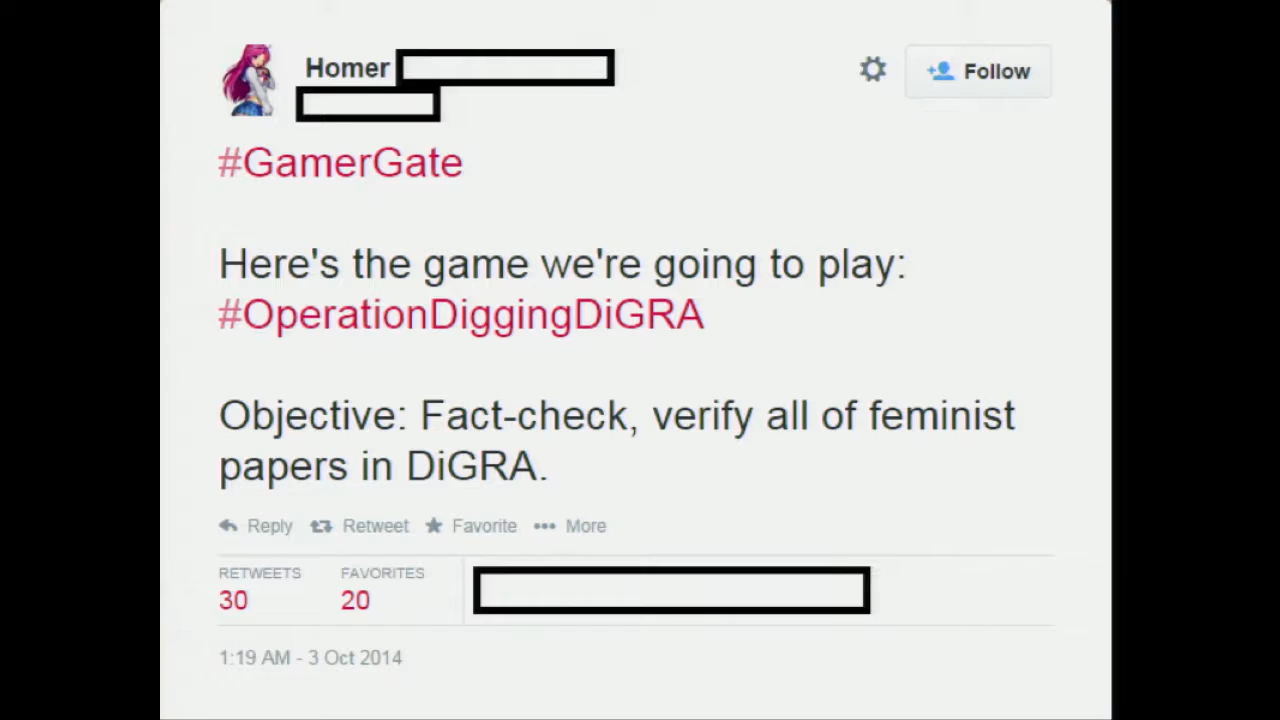 Homer
Follow
#GamerGate
Here's the game we're going to play:
#OperationDiggingDiGRA
Objective: Fact-check, verify all of feminist
papers in DiGRA.
Reply Retweet Favorite More
RETWEETS FAVORITES
30 20
1:19 AM - 3 Oct 2014